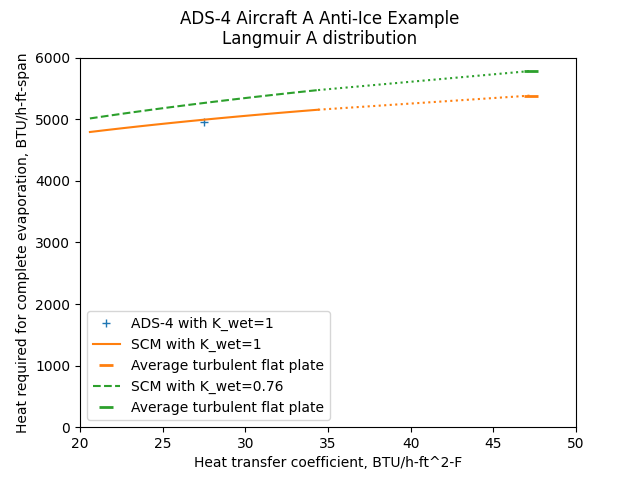 ADS-4 Aircraft A Anti-Ice Example
Langmuir A distribution
Heat required for complete evaporation, BTU/h-ft-span
6000
5000
4000
3000
2000
1000
0
ADS-4 with K_wet=1
SCM with K_wet=1
Average turbulent flat plate
SCM with K_wet=0.76
Average turbulent flat plate
20
25
30
35
40
45
50
Heat transfer coefficient, BTU/h-ft^2-F